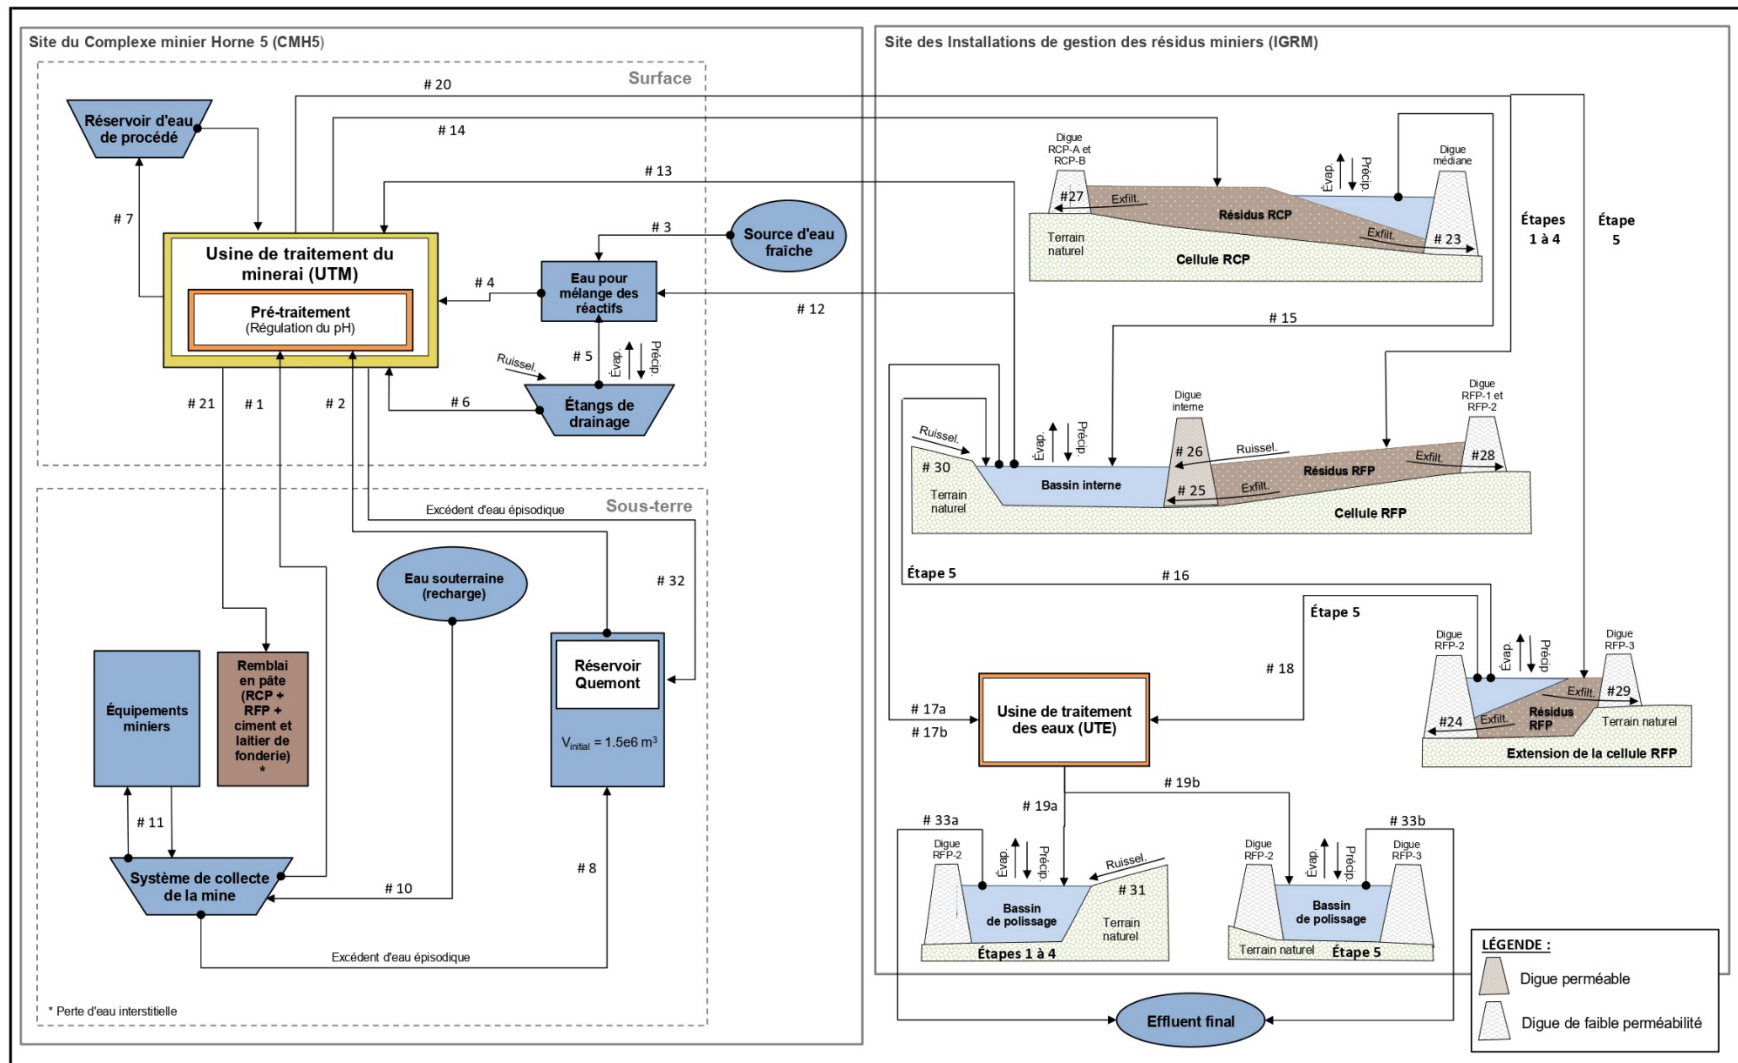 Site du Complexe minier Horne 5 (CMH5)
Surface
# 20
Réservoir d'eau
de procédé
# 14
# 13
# 7
# 3
Source d'eau
fraîche
Usine de traitement du
minerai (UTM)
# 4
Eau pour
mélange des
réactifs
# 12
Pré-traitement
(Régulation du pH)
# 5
Évap.
Précip.
Ruissel.
# 21
# 1
# 2
# 6
Étangs de
drainage
Sous-terre
Excédent d'eau épisodique
Eau souterraine
(recharge)
# 32
Équipements
miniers
Remblai
en pâte
(RCP +
RFP +
ciment et
laitier de
fonderie)
*
Réservoir
Quemont
Vinitial = 1.5e6 m³
# 11
Système de collecte
de la mine
# 10
# 8
Excédent d'eau épisodique
* Perte d'eau interstitielle
Site des Installations de gestion des résidus miniers (IGRM)
Digue
RCP-A et
RCP-B
Évap.
Précip.
Digue
médiane
#27
Exfilt.
Résidus RCP
Exfilt.
# 23
Terrain
naturel
Cellule RCP
Étapes
1 à 4
Étape
5
# 15
Digue
interne
Digue
RFP-1 et
RFP-2
Ruissel.
Évap.
Précip.
# 30
# 26
Ruissel.
Résidus RFP
Exfilt.
#28
Bassin interne
# 25
Exfilt.
Terrain
naturel
Cellule RFP
Étape 5
# 16
Étape 5
Digue
RFP-2
Évap.
Précip
Digue
RFP-3
# 18
Exfilt.
#29
#24
Exfilt.
Résidus
RFP
Terrain naturel
Extension de la cellule RFP
# 17a
# 17b
Usine de traitement
des eaux (UTE)
# 19b
# 19a
# 33a
# 33b
Digue
RFP-2
Évap.
Précip.
Ruissel.
# 31
Bassin
de polissage
Terrain
naturel
Étapes 1 à 4
Digue
RFP-2
Évap.
Précip.
Digue
RFP-3
Bassin
de polissage
Terrain naturel
Étape 5
Effluent final
LÉGENDE :
Digue perméable
Digue de faible perméabilité